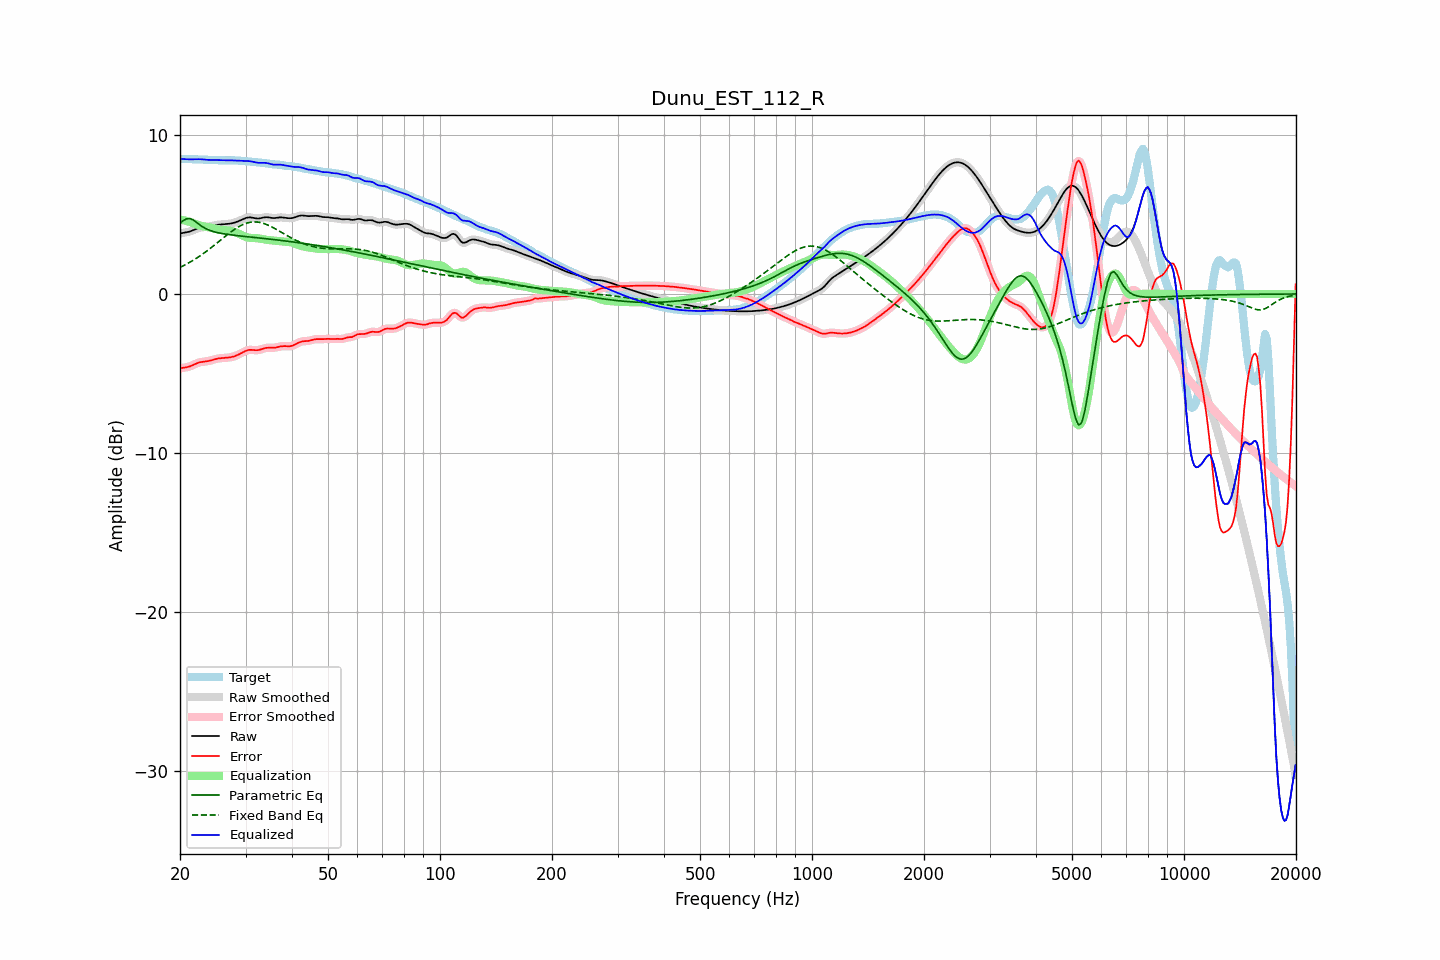 Dunu_EST_112_R
10
0
−10
−20
−30
Amplitude (dBr)
Target
Raw Smoothed
Error Smoothed
Raw
Error
Equalization
Parametric Eq
Fixed Band Eq
Equalized
20 50 100 200 500 1000 2000 5000 10000 20000
Frequency (Hz)